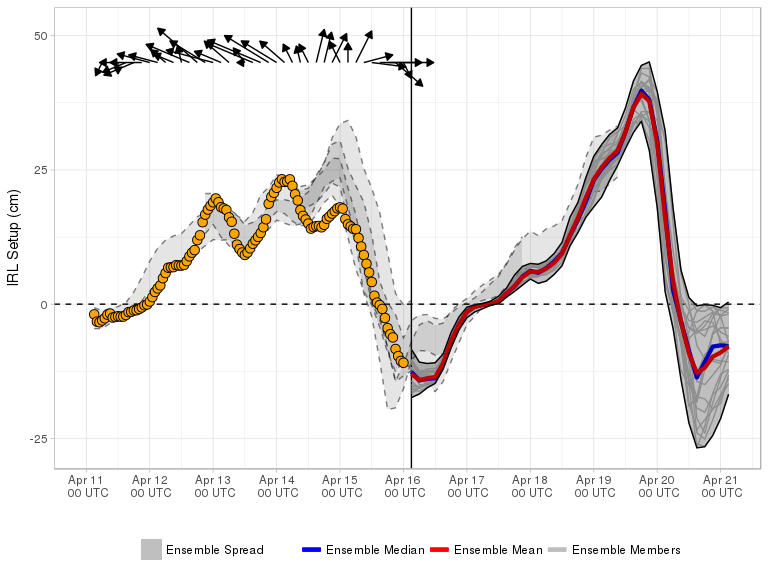 50
25
0
-25
IRL Setup (cm)
Apr 11 Apr 12 Apr 13 Apr 14 Apr 15 Apr 16 Apr 17 Apr 18 Apr 19 Apr 20 Apr 21
00 UTC 00 UTC 00 UTC 00 UTC 00 UTC 00 UTC 00 UTC 00 UTC 00 UTC 00 UTC 00 UTC
Ensemble Spread Ensemble Median Ensemble Mean Ensemble Members